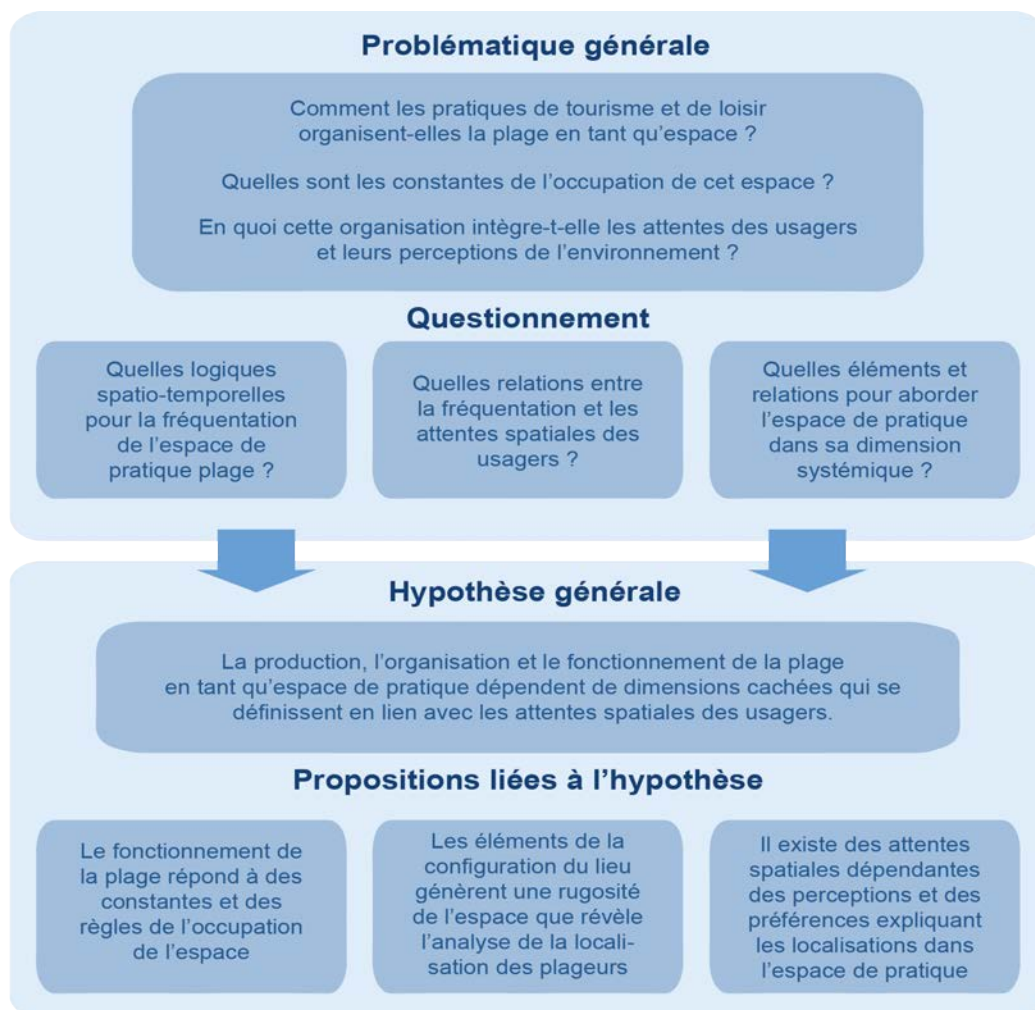 Problématique générale
Comment les pratiques de tourisme et de loisir
organisent-elles la plage en tant qu'espace ?
Quelles sont les constantes de l'occupation de cet espace ?
En quoi cette organisation intègre-t-elle les attentes des usagers
et leurs perceptions de l'environnement ?
Questionnement
Quelles logiques
spatio-temporelles
pour la fréquentation
de l'espace de
pratique plage ?
Quelles relations entre
la fréquentation et les
attentes spatiales des
usagers ?
Quelles éléments et
relations pour aborder
l'espace de pratique
dans sa dimension
systémique ?
Hypothèse générale
La production, l'organisation et le fonctionnement de la plage
en tant qu'espace de pratique dépendent de dimensions cachées qui se
définissent en lien avec les attentes spatiales des usagers.
Propositions liées à l'hypothèse
Le fonctionnement de
la plage répond à des
constantes et des
règles de l'occupation
de l'espace
Les éléments de la
configuration du lieu
génèrent une rugosité
de l'espace que révèle
l'analyse de la locali-
sation des plageurs
Il existe des attentes
spatiales dépendantes
des perceptions et des
préférences expliquant
les localisations dans
l'espace de pratique